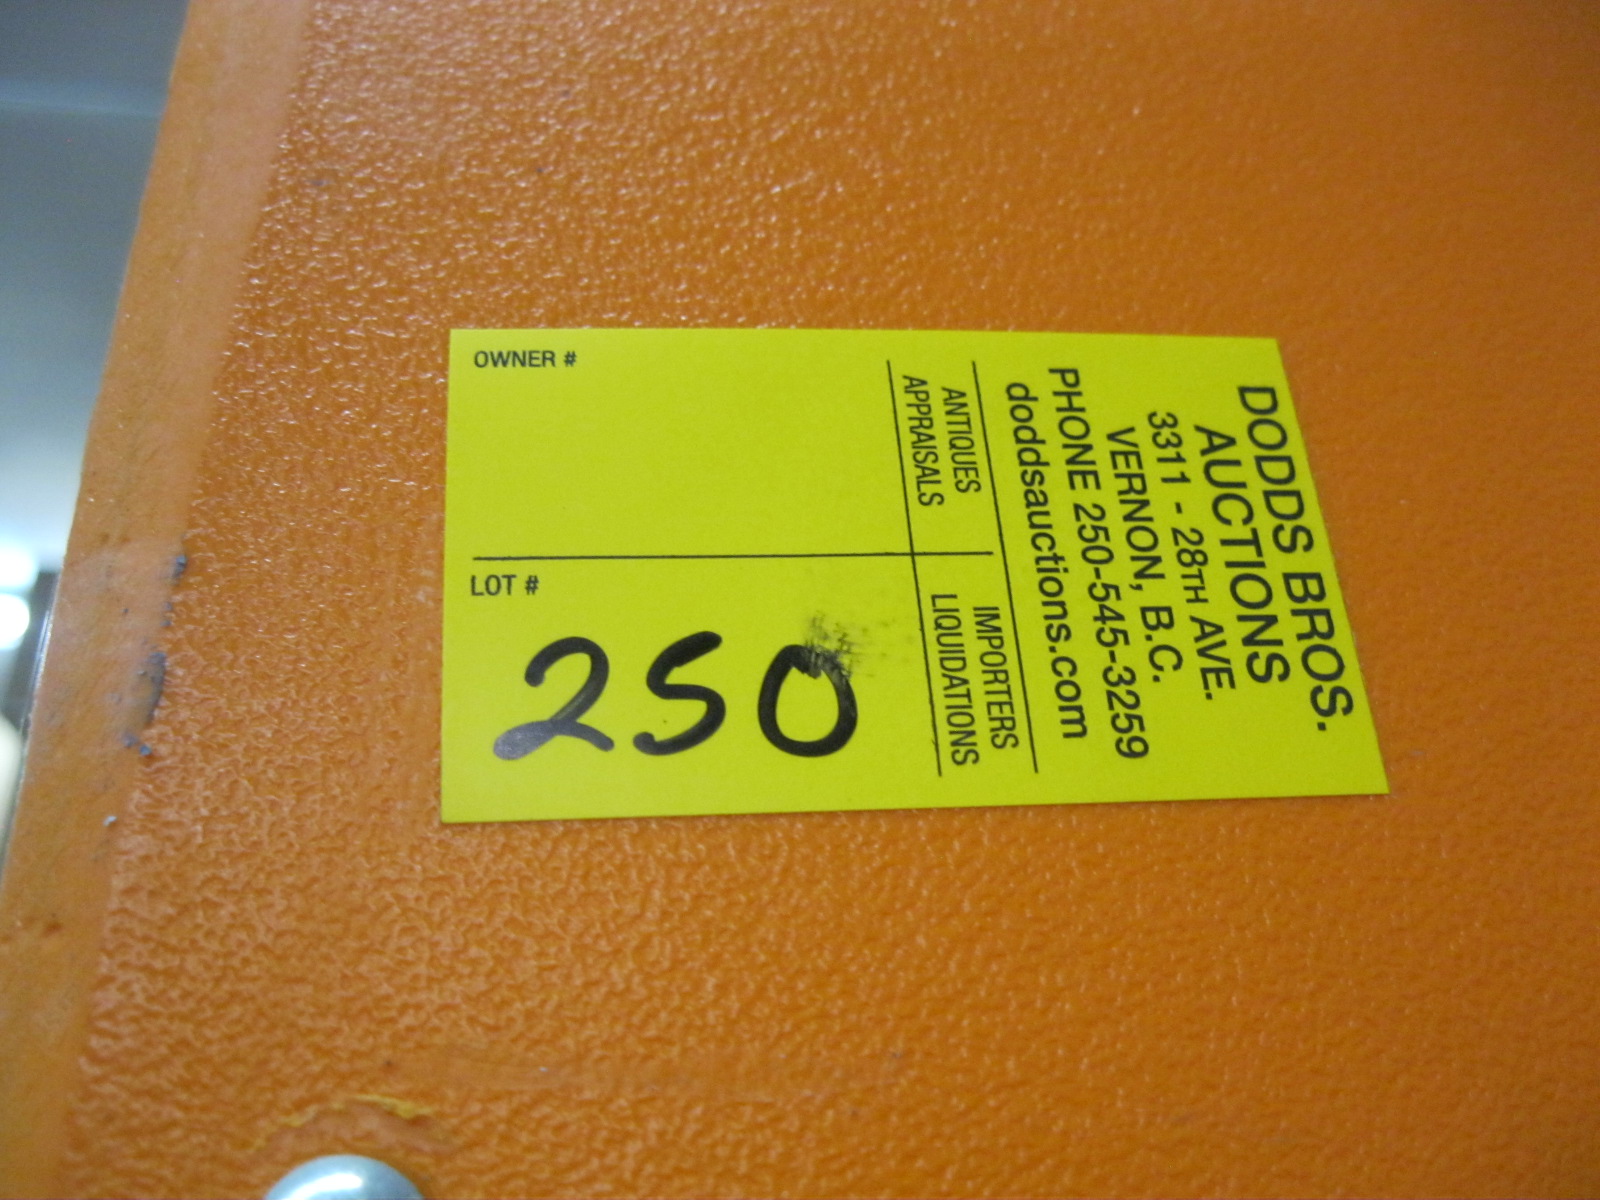 OWNER #
LOT #
250
DODDS BROS.
AUCTIONS
3311 - 28TH AVE.
VERNON, B.C.
PHONE 250-545-3259
doddsauctions.com
ANTIQUES IMPORTERS
APPRAISALS LIQUIDATIONS